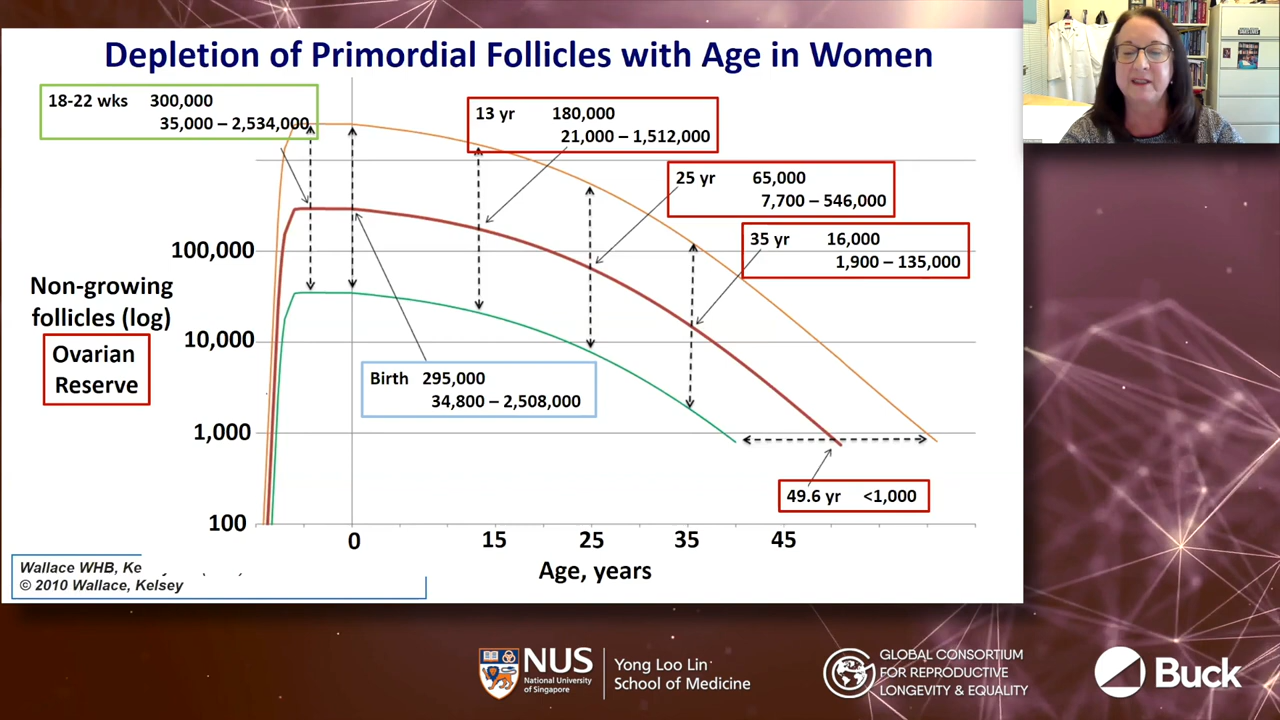 Depletion of Primordial Follicles with Age in Women
18-22 wks 300,000
35,000 – 2,534,000
13 yr 180,000
21,000 – 1,512,000
25 yr 65,000
7,700 – 546,000
35 yr 16,000
1,900 – 135,000
100,000
Non-growing
follicles (log)
10,000
Ovarian
Reserve
Birth 295,000
34,800 – 2,508,000
1,000
49.6 yr <1,000
100
0 15 25 35 45
Age, years
Wallace WHB, Ke
© 2010 Wallace, Kelsey
NUS
National University
of Singapore
Yong Loo Lin
School of Medicine
GLOBAL CONSORTIUM
FOR REPRODUCTIVE
LONGEVITY & EQUALITY
Buck